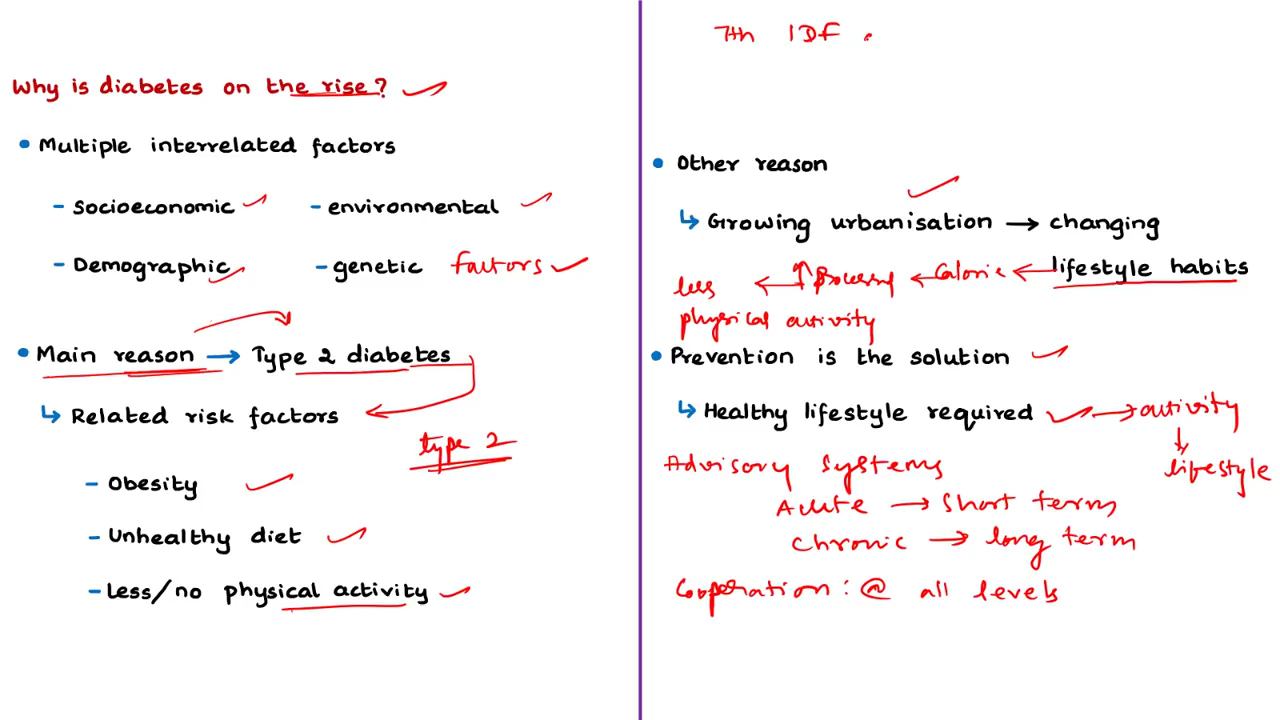 Why is diabetes on the rise?
• Multiple interrelated factors
- Socioeconomic - environmental
- Demographic - genetic factors
• Main reason → Type 2 diabetes
↳ Related risk factors
type 2
- Obesity
- Unhealthy diet
- Less/no physical activity
7th IDF
• Other reason
↳ Growing urbanisation → changing
lifestyle habits
← Calorie ← ↑ Processing ← less
physical activity
• Prevention is the solution
↳ Healthy lifestyle required → activity
↓
lifestyle
Advisory Systems
Acute → Short terms
Chronic → long term
Cooperation: @ all levels